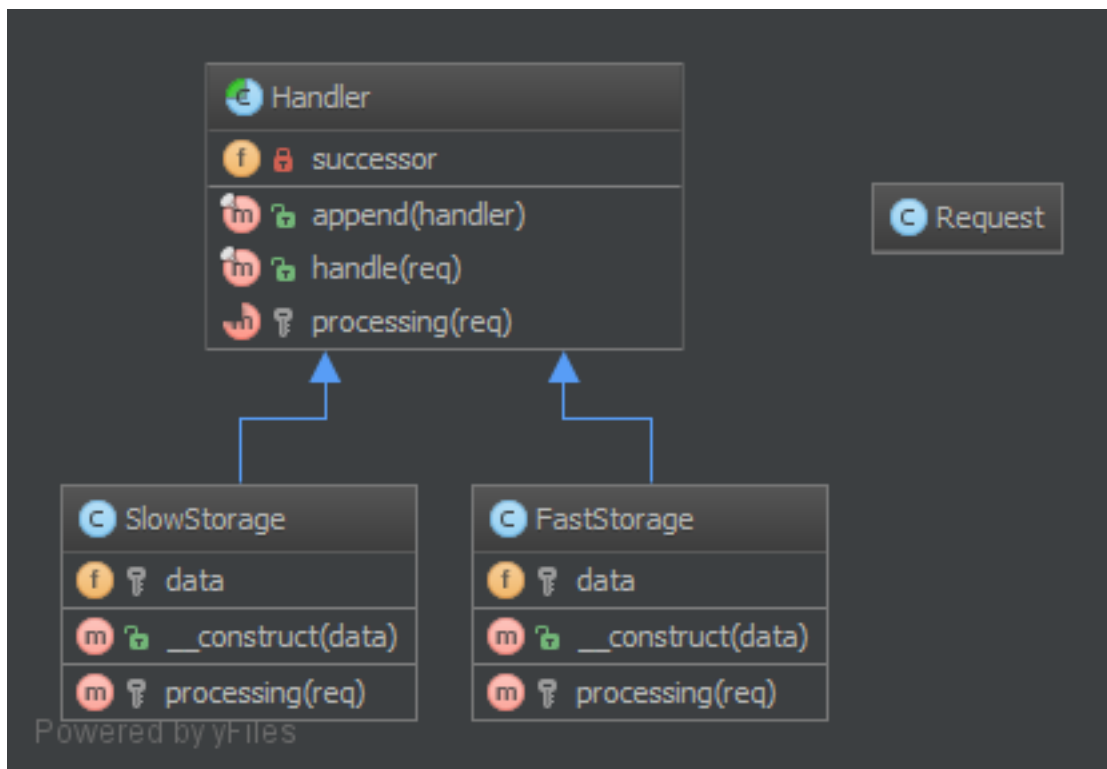 Handler
successor
append(handler)
handle(req)
processing(req)
Request
SlowStorage
data
__construct(data)
processing(req)
FastStorage
data
__construct(data)
processing(req)
Powered by yFiles